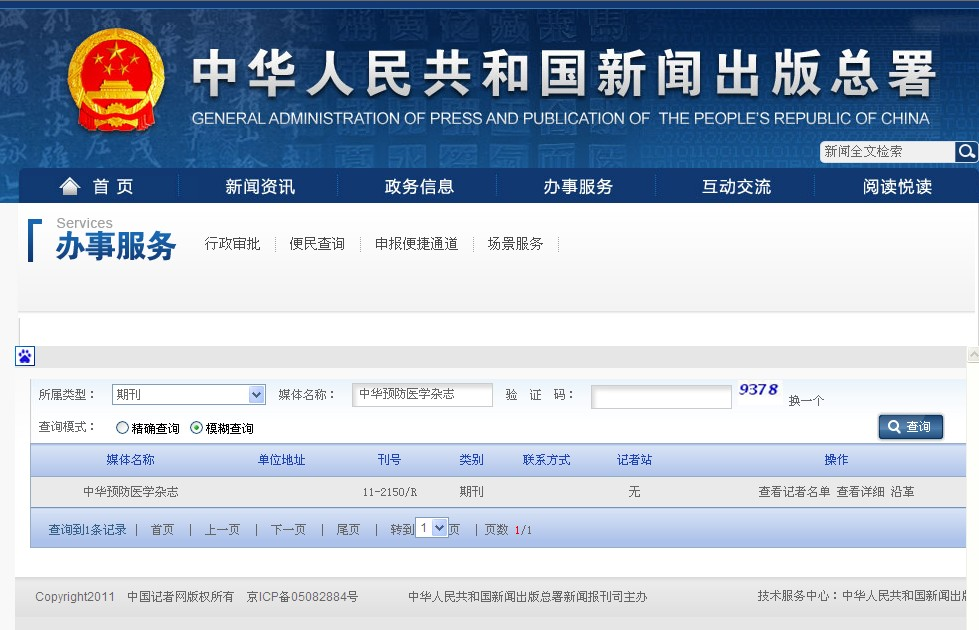 中华人民共和国新闻出版总署
GENERAL ADMINISTRATION OF PRESS AND PUBLICATION OF THE PEOPLE'S REPUBLIC OF CHINA
新闻全文检索
首 页 新闻资讯 政务信息 办事服务 互动交流 阅读悦读
Services
办事服务 行政审批 便民查询 申报便捷通道 场景服务
所属类型： 期刊 媒体名称： 中华预防医学杂志 验 证 码： 9378 换一个
查询模式： 精确查询 模糊查询 查询
媒体名称 单位地址 刊号 类别 联系方式 记者站 操作
中华预防医学杂志 11-2150/R 期刊 无 查看记者名单 查看详细 沿革
查询到1条记录 | 首页 | 上一页 | 下一页 | 尾页 | 转到 1 页 | 页数 1/1
Copyright2011 中国记者网版权所有 京ICP备05082884号 中华人民共和国新闻出版总署新闻报刊司主办 技术服务中心：中华人民共和国新闻出版